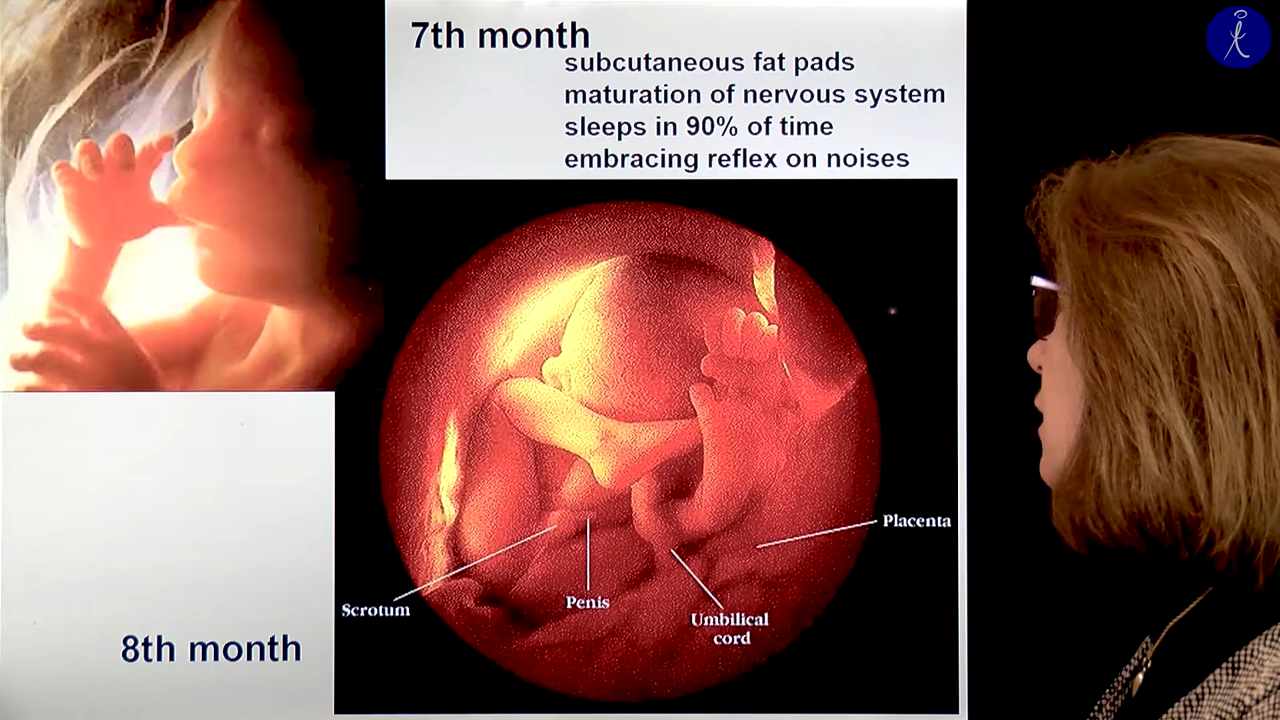 7th month
subcutaneous fat pads
maturation of nervous system
sleeps in 90% of time
embracing reflex on noises
Placenta
Scrotum
Penis
Umbilical
cord
8th month